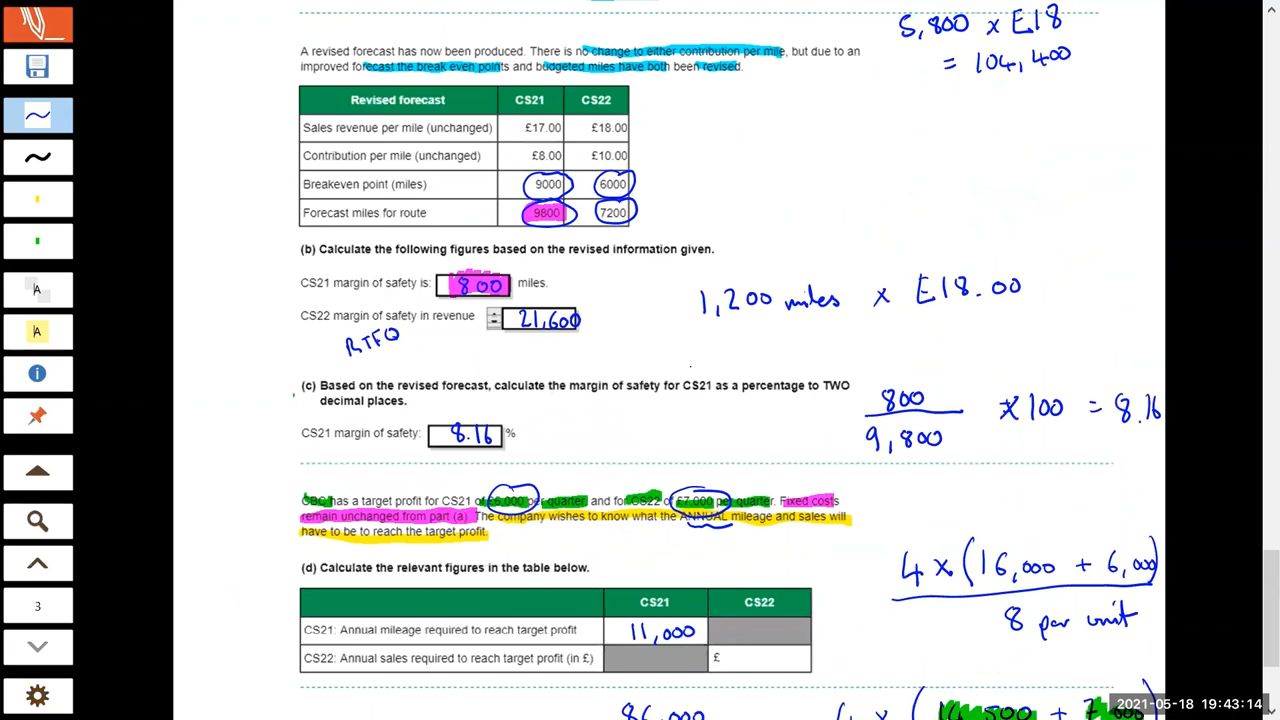 5,800 x £18
= 104,400
A revised forecast has now been produced. There is no change to either contribution per mile, but due to an
improved forecast the break even points and budgeted miles have both been revised.
Revised forecast CS21 CS22
Sales revenue per mile (unchanged) £17.00 £18.00
Contribution per mile (unchanged) £8.00 £10.00
Breakeven point (miles) 9000 6000
Forecast miles for route 9800 7200
(b) Calculate the following figures based on the revised information given.
CS21 margin of safety is: 800 miles.
1,200 miles x £18.00
CS22 margin of safety in revenue 21,600
RTFQ
(c) Based on the revised forecast, calculate the margin of safety for CS21 as a percentage to TWO
decimal places.
800
9,800
x 100 = 8.16
CS21 margin of safety: 8.16 %
CBC has a target profit for CS21 of £6,000 per quarter and for CS22 of £7,000 per quarter. Fixed costs
remain unchanged from part (a). The company wishes to know what the ANNUAL mileage and sales will
have to be to reach the target profit.
4 x (16,000 + 6,000)
8 per unit
(d) Calculate the relevant figures in the table below.
CS21 CS22
CS21: Annual mileage required to reach target profit 11,000
CS22: Annual sales required to reach target profit (in £) £
86,000
4 x (14,500 + 7,000
3
2021-05-18 19:43:14